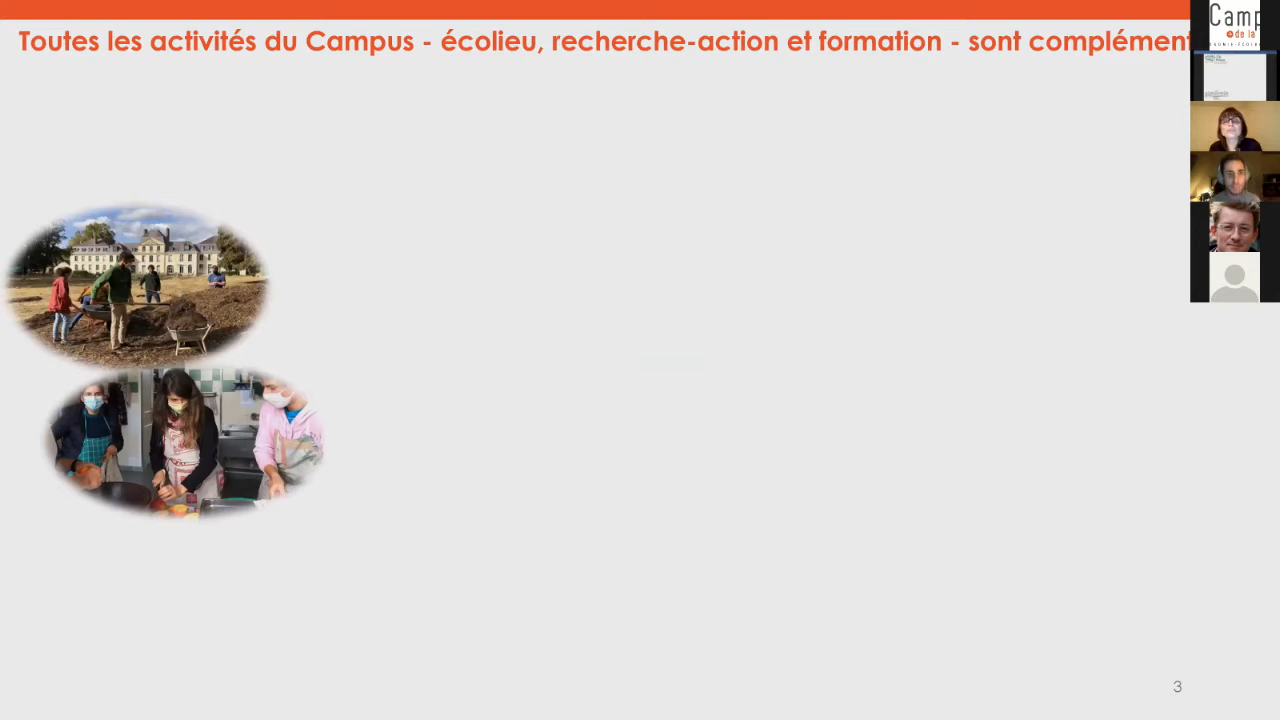 Toutes les activités du Campus - écolieu, recherche-action et formation - sont complément
Camp
de la
3